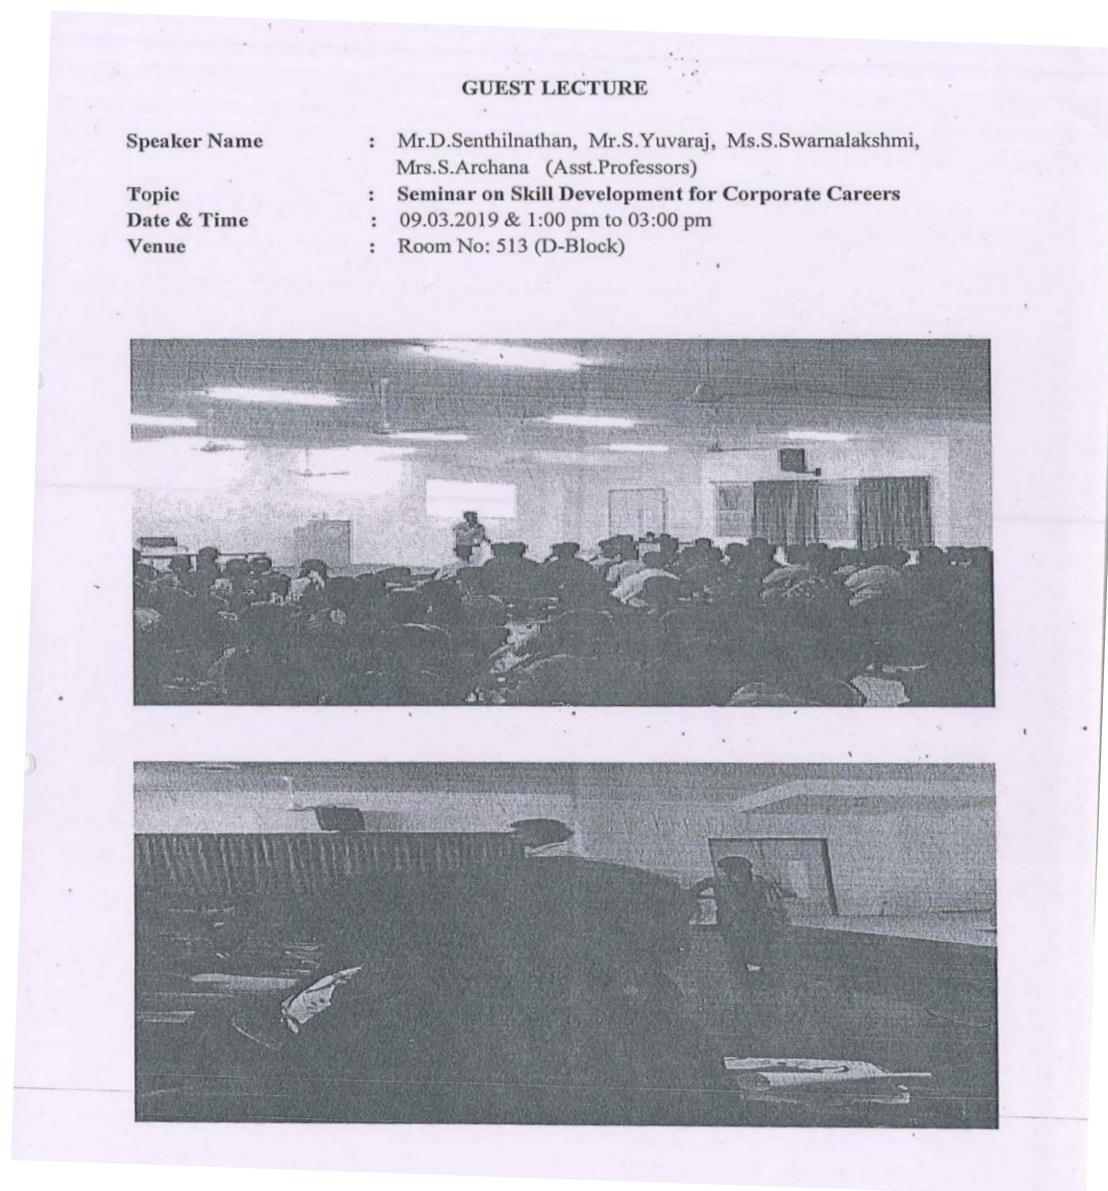 GUEST LECTURE
Speaker Name : Mr.D.Senthilnathan, Mr.S.Yuvaraj, Ms.S.Swarnalakshmi,
Mrs.S.Archana (Asst.Professors)
Topic : Seminar on Skill Development for Corporate Careers
Date & Time : 09.03.2019 & 1:00 pm to 03:00 pm
Venue : Room No: 513 (D-Block)